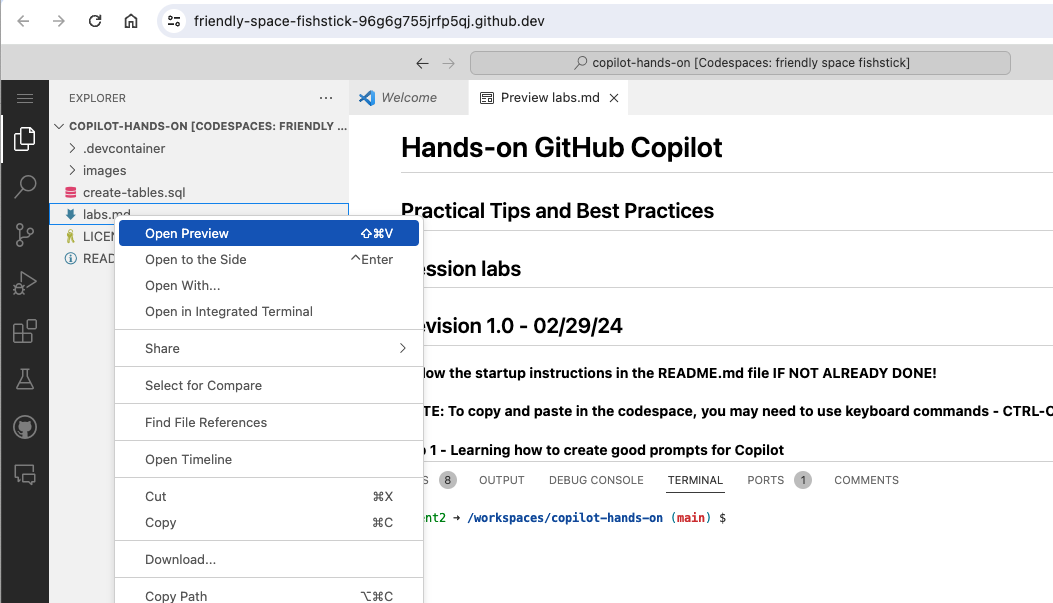 friendly-space-fishstick-96g6g755jrfp5qj.github.dev
copilot-hands-on [Codespaces: friendly space fishstick]
EXPLORER
COPILOT-HANDS-ON [CODESPACES: FRIENDLY ...
.devcontainer
images
create-tables.sql
labs.md
LICEN
READ
Open Preview ⇧⌘V
Open to the Side ^Enter
Open With...
Open in Integrated Terminal
Share
Select for Compare
Find File References
Open Timeline
Cut ⌘X
Copy ⌘C
Download...
Copy Path ⌥⌘C
Welcome
Preview labs.md
Hands-on GitHub Copilot
Practical Tips and Best Practices
ession labs
evision 1.0 - 02/29/24
low the startup instructions in the README.md file IF NOT ALREADY DONE!
TE: To copy and paste in the codespace, you may need to use keyboard commands - CTRL-C
1 - Learning how to create good prompts for Copilot
S 8 OUTPUT DEBUG CONSOLE TERMINAL PORTS 1 COMMENTS
ent2 → /workspaces/copilot-hands-on (main) $